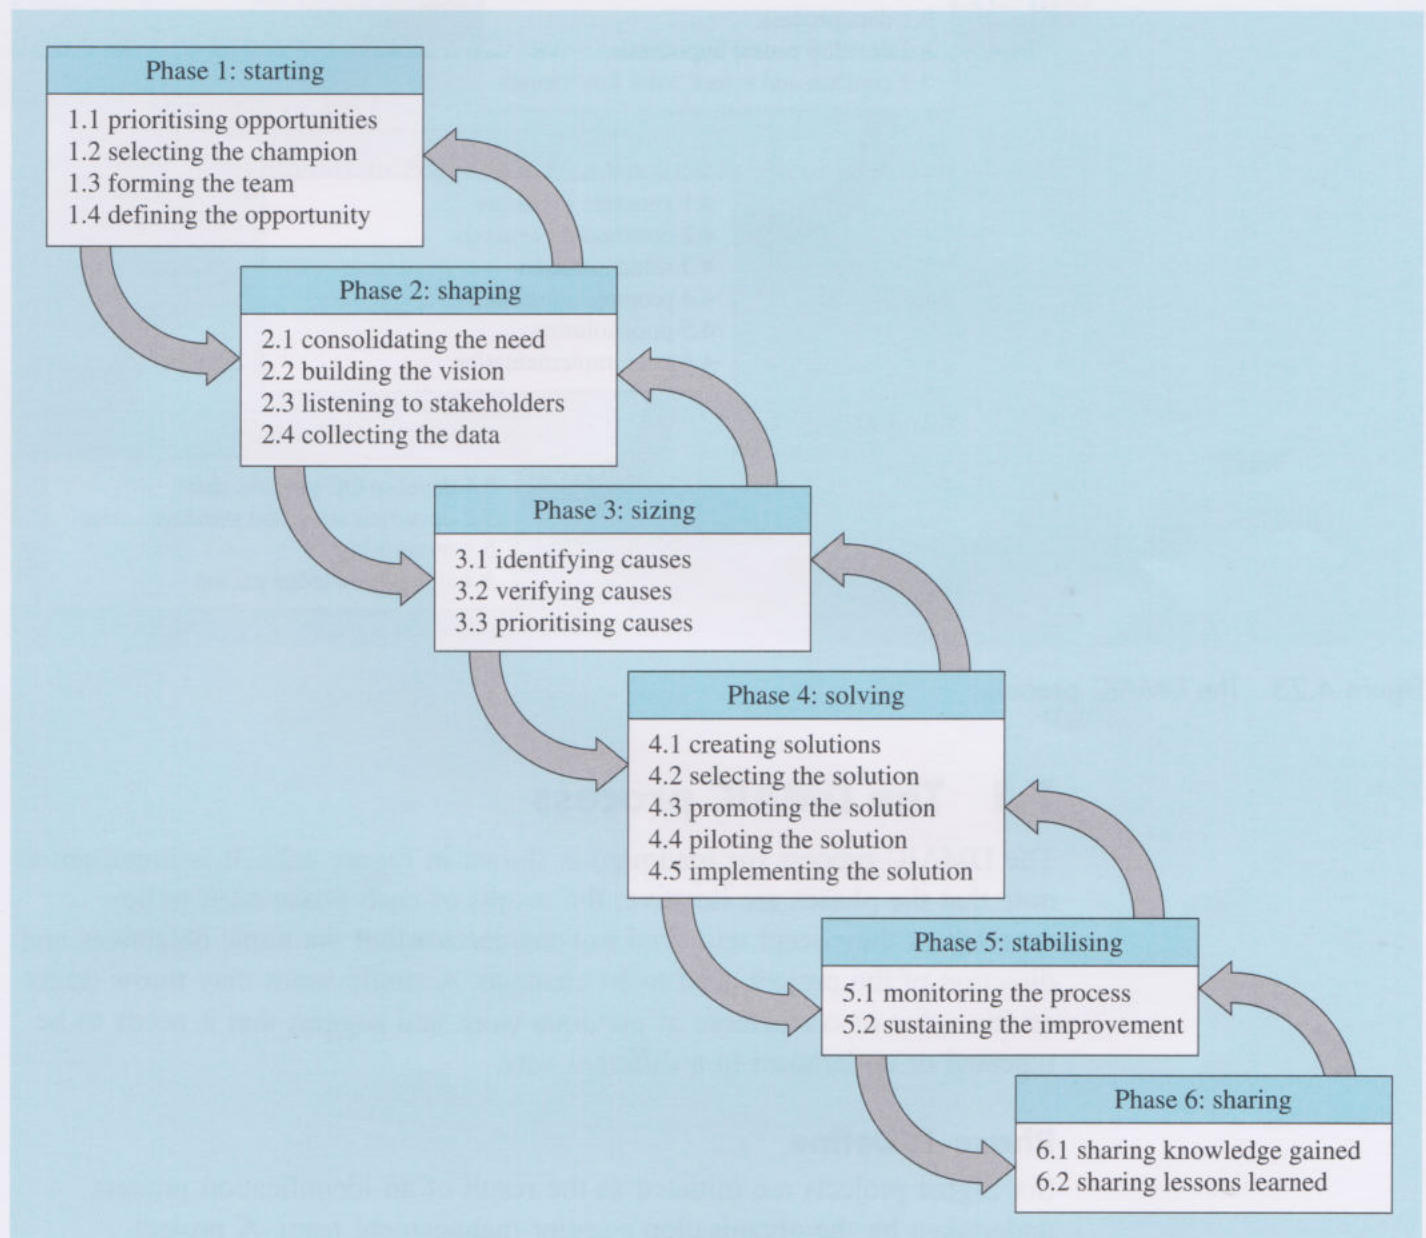 Phase 1: starting
1.1 prioritising opportunities
1.2 selecting the champion
1.3 forming the team
1.4 defining the opportunity
Phase 2: shaping
2.1 consolidating the need
2.2 building the vision
2.3 listening to stakeholders
2.4 collecting the data
Phase 3: sizing
3.1 identifying causes
3.2 verifying causes
3.3 prioritising causes
Phase 4: solving
4.1 creating solutions
4.2 selecting the solution
4.3 promoting the solution
4.4 piloting the solution
4.5 implementing the solution
Phase 5: stabilising
5.1 monitoring the process
5.2 sustaining the improvement
Phase 6: sharing
6.1 sharing knowledge gained
6.2 sharing lessons learned